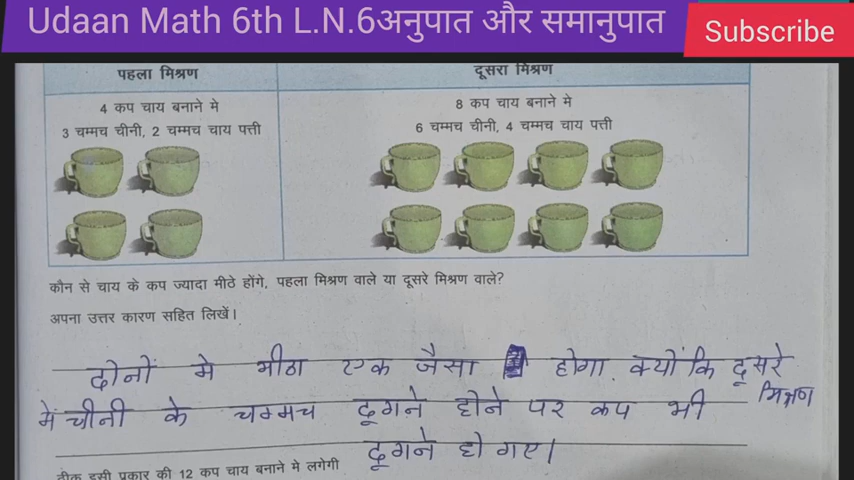 Udaan Math 6th L.N.6अनुपात और समानुपात
Subscribe
पहला मिश्रण
दूसरा मिश्रण
4 कप चाय बनाने मे
3 चम्मच चीनी, 2 चम्मच चाय पत्ती
8 कप चाय बनाने मे
6 चम्मच चीनी, 4 चम्मच चाय पत्ती
कौन से चाय के कप ज्यादा मीठे होंगे, पहला मिश्रण वाले या दूसरे मिश्रण वाले?
अपना उत्तर कारण सहित लिखें।
दोनों मे मीठा एक जैसा होगा क्योंकि दूसरे मिश्रण
में चीनी के चम्मच दूगने होने पर कप भी
दूगने हो गए।
ठीक इसी प्रकार की 12 कप चाय बनाने मे लगेगी